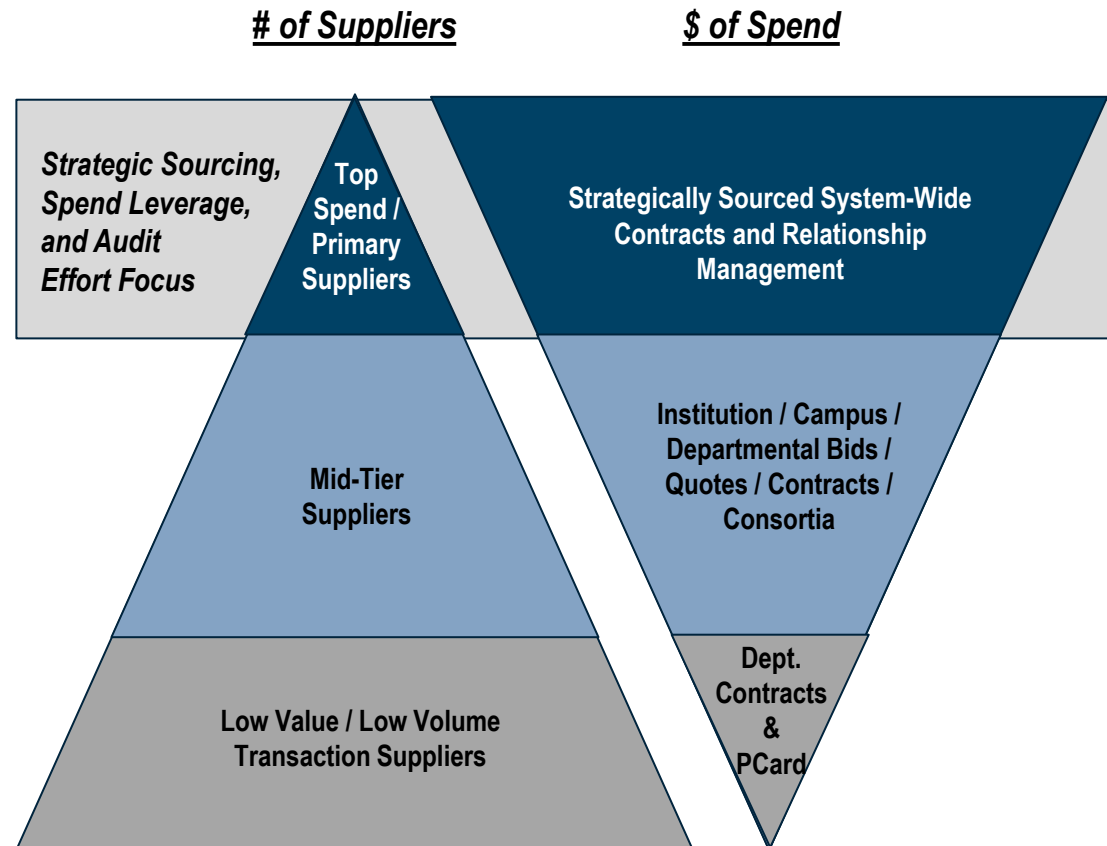 # of Suppliers
$ of Spend
Strategic Sourcing,
Spend Leverage,
and Audit
Effort Focus
Top
Spend /
Primary
Suppliers
Strategically Sourced System-Wide
Contracts and Relationship
Management
Mid-Tier
Suppliers
Institution / Campus /
Departmental Bids /
Quotes / Contracts /
Consortia
Low Value / Low Volume
Transaction Suppliers
Dept.
Contracts
&
PCard